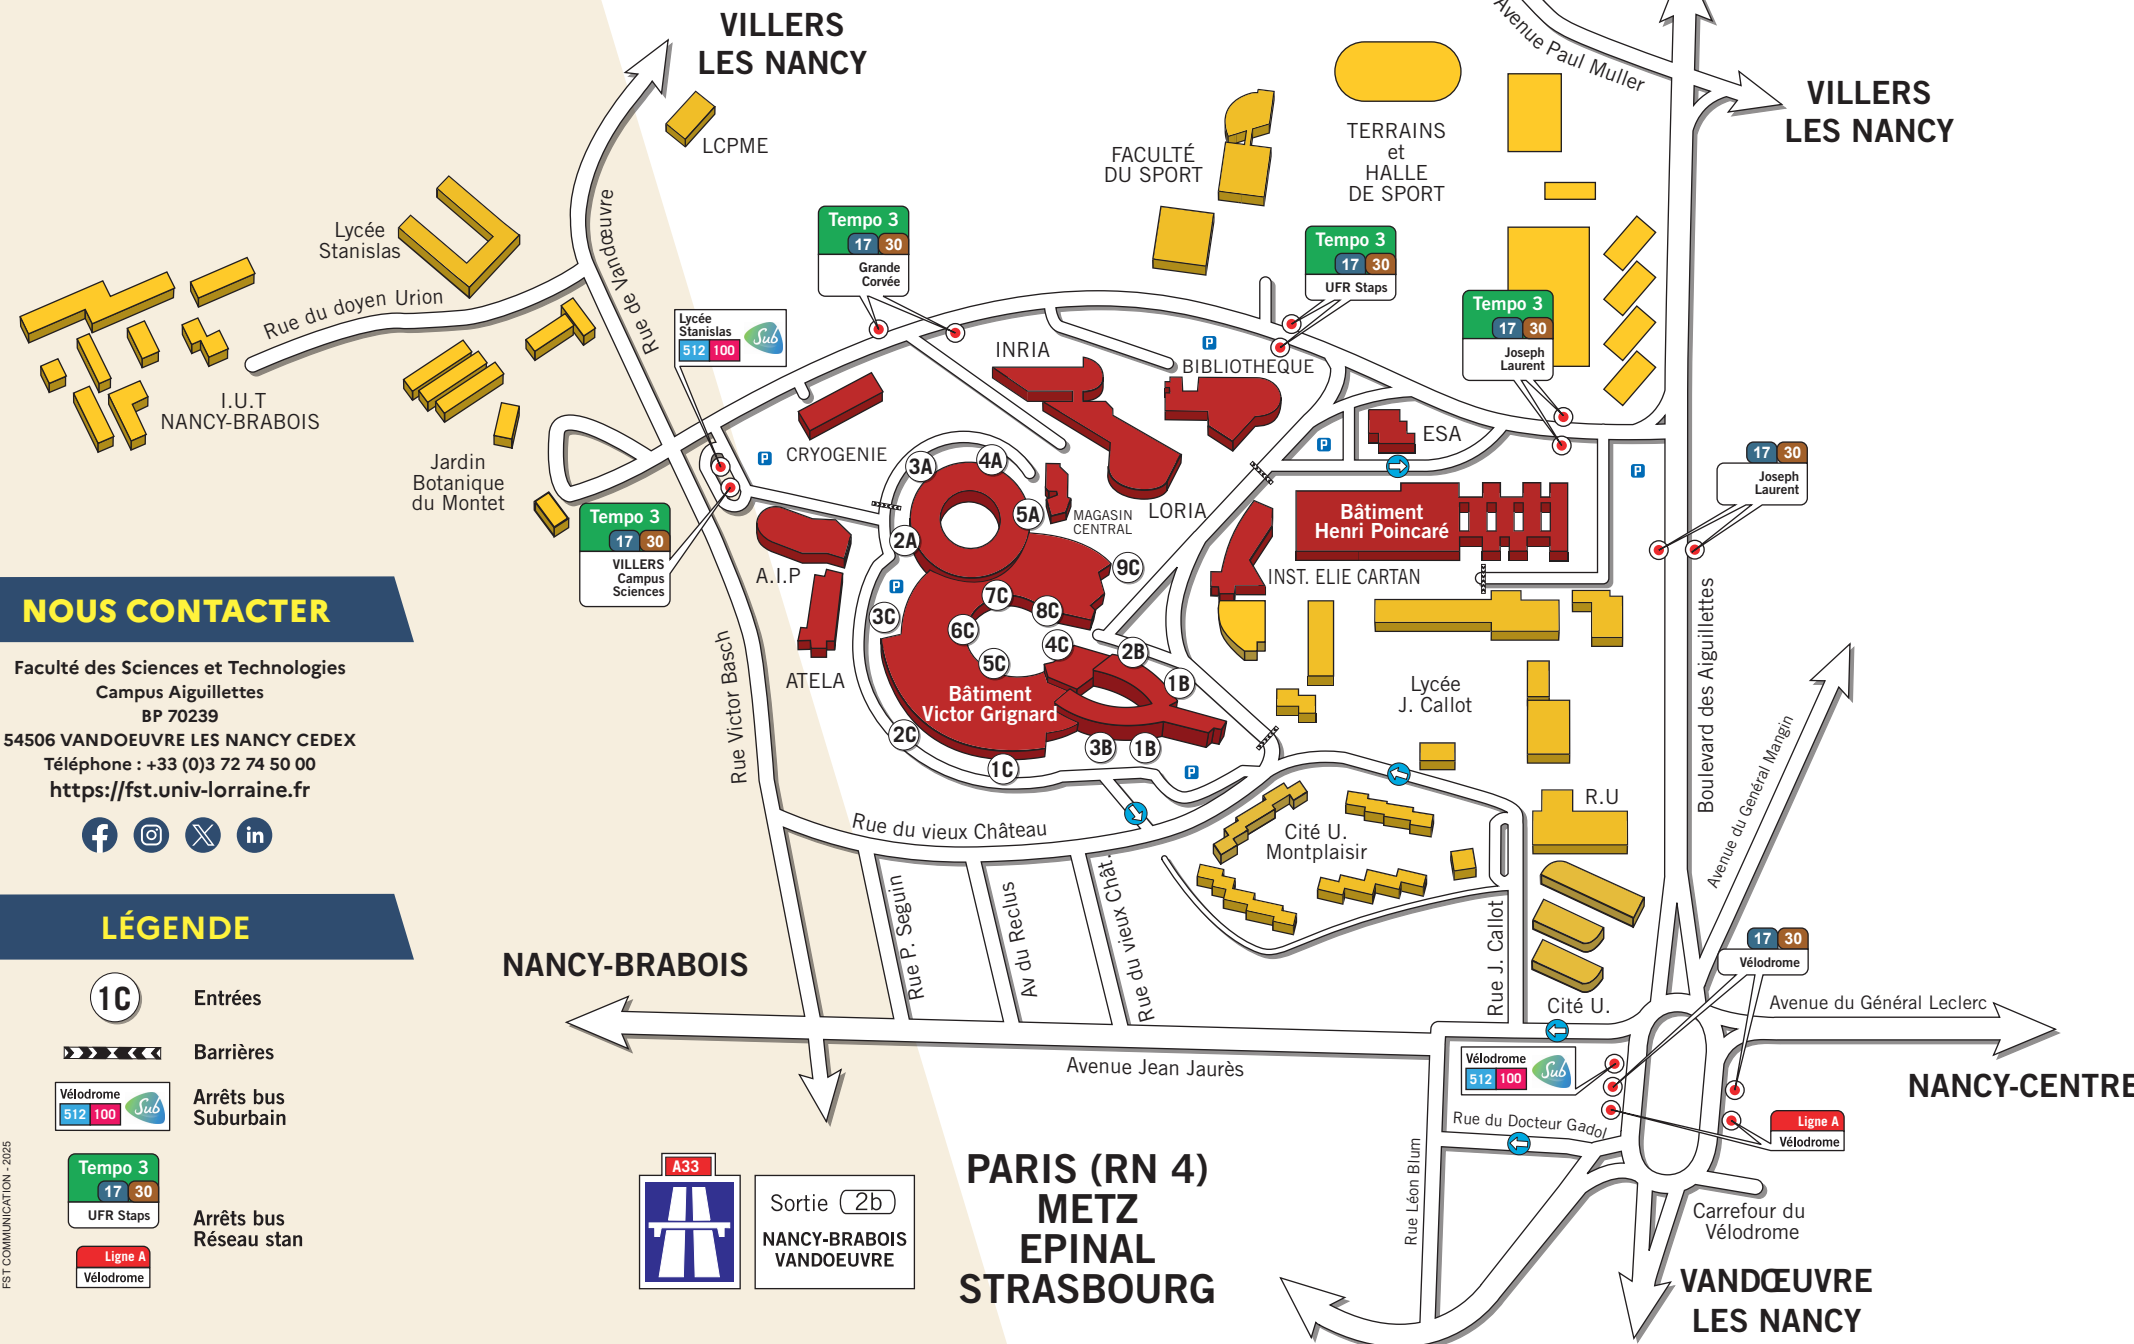 VILLERS
LES NANCY
Avenue Paul Muller
VILLERS
LES NANCY
LCPME
FACULTÉ
DU SPORT
TERRAINS
et
HALLE
DE SPORT
Lycée
Stanislas
Rue de Vandœuvre
Rue du doyen Urion
I.U.T
NANCY-BRABOIS
Jardin
Botanique
du Montet
Tempo 3
17 30
Grande
Corvée
Tempo 3
17 30
UFR Staps
Tempo 3
17 30
Joseph
Laurent
Lycée
Stanislas
512 100 Sub
INRIA
P
BIBLIOTHEQUE
P
CRYOGENIE
P
ESA
P
17 30
Joseph
Laurent
3A
4A
5A
2A
MAGASIN
CENTRAL
LORIA
Bâtiment
Henri Poincaré
Tempo 3
17 30
VILLERS
Campus
Sciences
A.I.P
P
9C
INST. ELIE CARTAN
7C
8C
3C
6C
4C
5C
2B
1B
ATELA
Bâtiment
Victor Grignard
2C
3B
1B
1C
P
Lycée
J. Callot
Boulevard des Aiguillettes
Rue Victor Basch
Avenue du Général Mangin
R.U
Rue du vieux Château
Cité U.
Montplaisir
Rue P. Seguin
Av du Reclus
Rue du vieux Chât.
Rue J. Callot
Cité U.
17 30
Vélodrome
NANCY-BRABOIS
Avenue du Général Leclerc
Avenue Jean Jaurès
Vélodrome
512 100 Sub
NANCY-CENTRE
Rue du Docteur Gadol
Ligne A
Vélodrome
Rue Léon Blum
Carrefour du
Vélodrome
VANDŒUVRE
LES NANCY
A33
Sortie 2b
NANCY-BRABOIS
VANDOEUVRE
PARIS (RN 4)
METZ
EPINAL
STRASBOURG
NOUS CONTACTER
Faculté des Sciences et Technologies
Campus Aiguillettes
BP 70239
54506 VANDOEUVRE LES NANCY CEDEX
Téléphone : +33 (0)3 72 74 50 00
https://fst.univ-lorraine.fr
LÉGENDE
1C
Entrées
Barrières
Vélodrome
512 100 Sub
Arrêts bus
Suburbain
Tempo 3
17 30
UFR Staps
Ligne A
Vélodrome
Arrêts bus
Réseau stan
FST COMMUNICATION - 2025